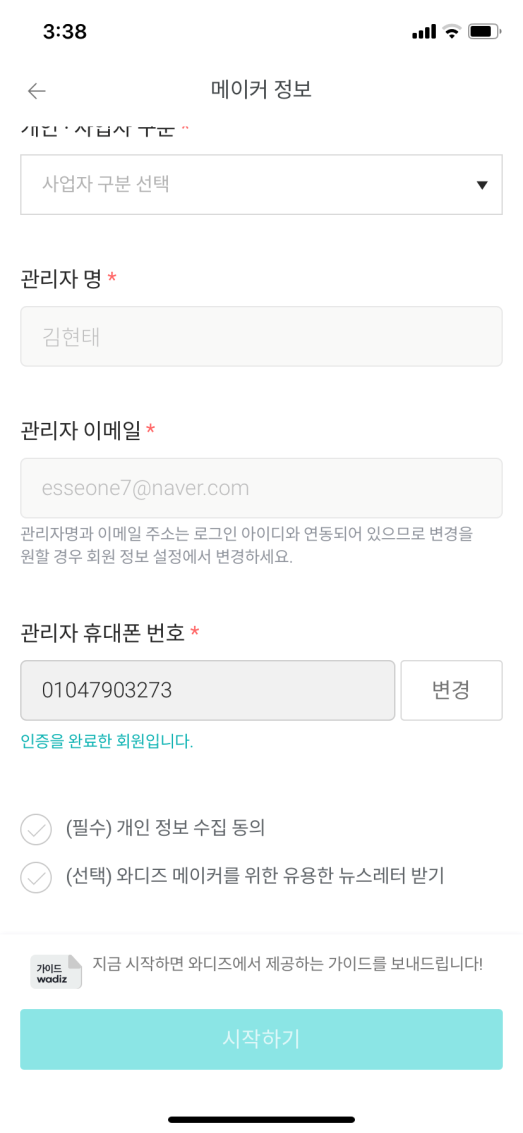 3:38
메이커 정보
개인 · 사업자 구분 *
사업자 구분 선택
관리자 명 *
김현태
관리자 이메일 *
esseone7@naver.com
관리자명과 이메일 주소는 로그인 아이디와 연동되어 있으므로 변경을
원할 경우 회원 정보 설정에서 변경하세요.
관리자 휴대폰 번호 *
01047903273
변경
인증을 완료한 회원입니다.
(필수) 개인 정보 수집 동의
(선택) 와디즈 메이커를 위한 유용한 뉴스레터 받기
가이드
wadiz
지금 시작하면 와디즈에서 제공하는 가이드를 보내드립니다!
시작하기